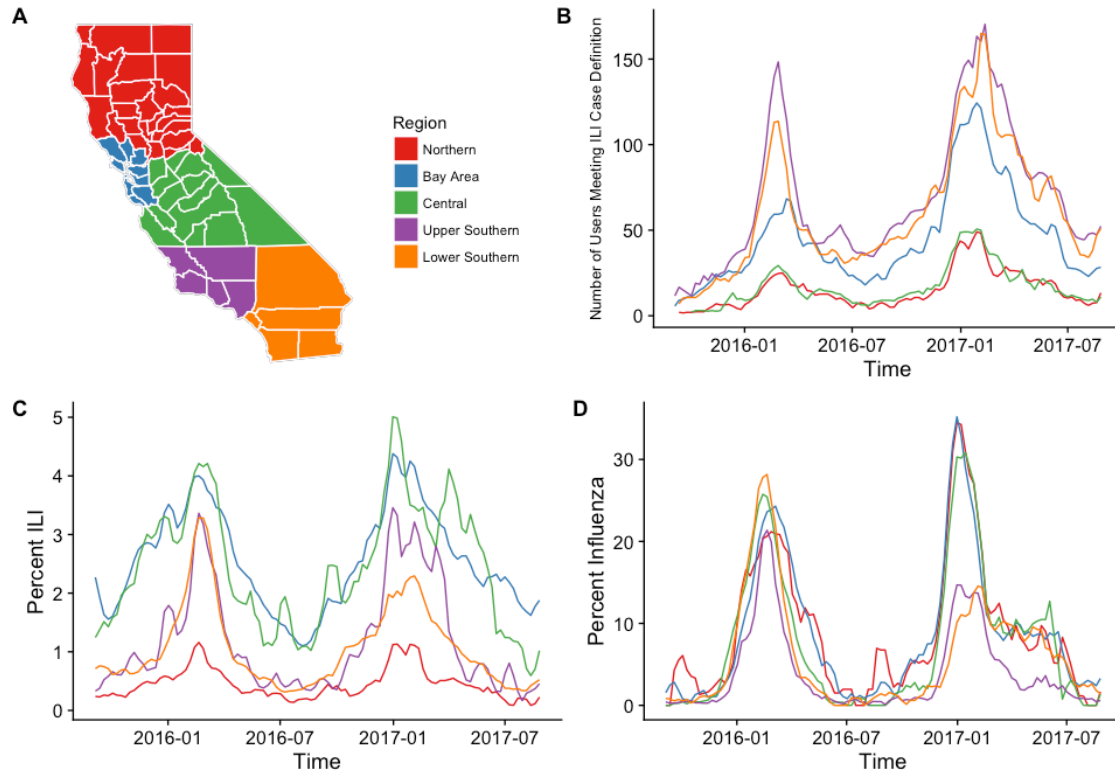 A
Region
Northern
Bay Area
Central
Upper Southern
Lower Southern
B
Number of Users Meeting ILI Case Definition
150
100
50
0
2016-01 2016-07 2017-01 2017-07
Time
C
Percent ILI
5
4
3
2
1
0
2016-01 2016-07 2017-01 2017-07
Time
D
Percent Influenza
30
20
10
0
2016-01 2016-07 2017-01 2017-07
Time